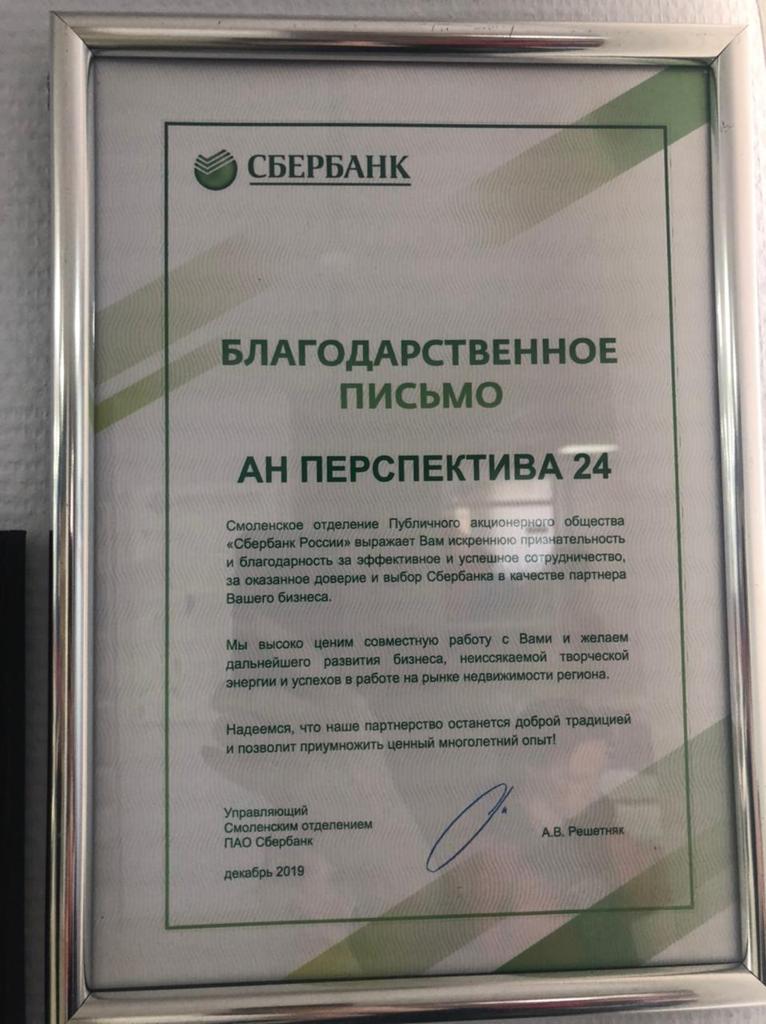 СБЕРБАНК
БЛАГОДАРСТВЕННОЕ
ПИСЬМО
АН ПЕРСПЕКТИВА 24
Смоленское отделение Публичного акционерного общества
«Сбербанк России» выражает Вам искреннюю признательность
и благодарность за эффективное и успешное сотрудничество,
за оказанное доверие и выбор Сбербанка в качестве партнера
Вашего бизнеса.
Мы высоко ценим совместную работу с Вами и желаем
дальнейшего развития бизнеса, неиссякаемой творческой
энергии и успехов в работе на рынке недвижимости региона.
Надеемся, что наше партнерство останется доброй традицией
и позволит приумножить ценный многолетний опыт!
Управляющий
Смоленским отделением
ПАО Сбербанк
А.В. Решетняк
декабрь 2019